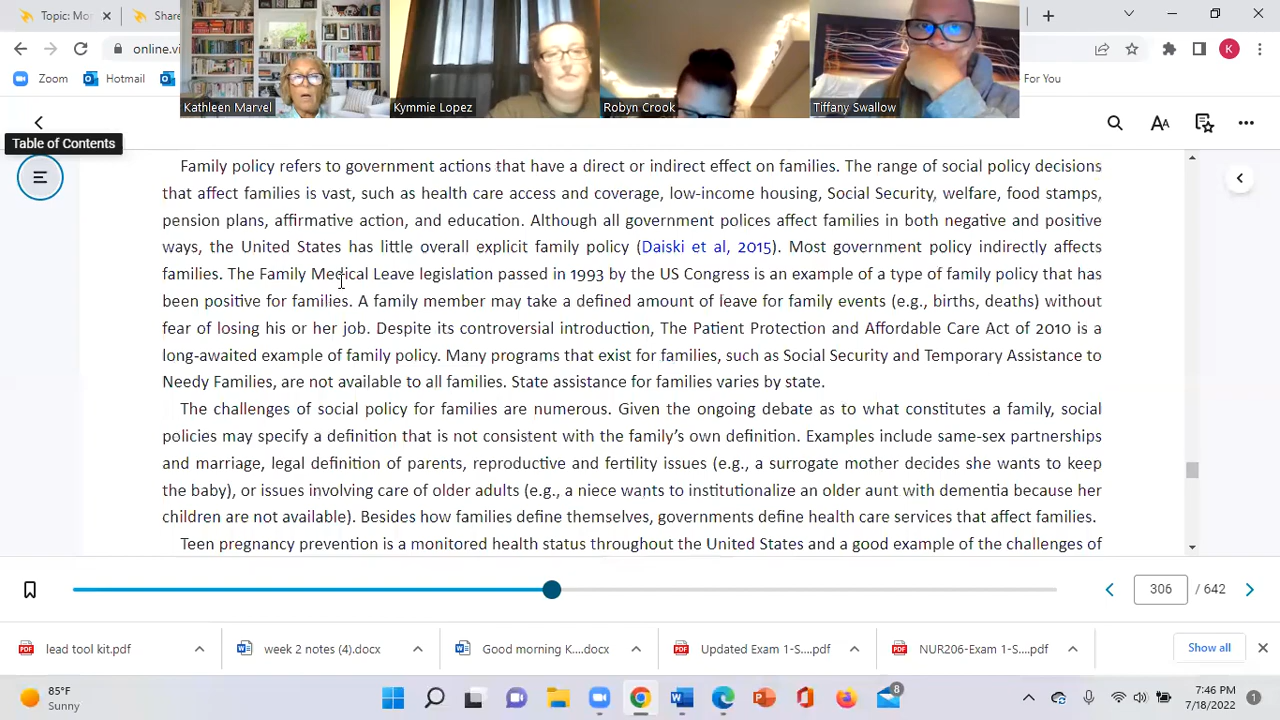 Topic: Mo
Share
online.vi
K
Zoom
Hotmail
For You
Kathleen Marvel
Kymmie Lopez
Robyn Crook
Tiffany Swallow
Table of Contents
AA
Family policy refers to government actions that have a direct or indirect effect on families. The range of social policy decisions
that affect families is vast, such as health care access and coverage, low-income housing, Social Security, welfare, food stamps,
pension plans, affirmative action, and education. Although all government polices affect families in both negative and positive
ways, the United States has little overall explicit family policy (Daiski et al, 2015). Most government policy indirectly affects
families. The Family Medical Leave legislation passed in 1993 by the US Congress is an example of a type of family policy that has
been positive for families. A family member may take a defined amount of leave for family events (e.g., births, deaths) without
fear of losing his or her job. Despite its controversial introduction, The Patient Protection and Affordable Care Act of 2010 is a
long-awaited example of family policy. Many programs that exist for families, such as Social Security and Temporary Assistance to
Needy Families, are not available to all families. State assistance for families varies by state.
The challenges of social policy for families are numerous. Given the ongoing debate as to what constitutes a family, social
policies may specify a definition that is not consistent with the family's own definition. Examples include same-sex partnerships
and marriage, legal definition of parents, reproductive and fertility issues (e.g., a surrogate mother decides she wants to keep
the baby), or issues involving care of older adults (e.g., a niece wants to institutionalize an older aunt with dementia because her
children are not available). Besides how families define themselves, governments define health care services that affect families.
Teen pregnancy prevention is a monitored health status throughout the United States and a good example of the challenges of
306 / 642
lead tool kit.pdf
week 2 notes (4).docx
Good morning K....docx
Updated Exam 1-S....pdf
NUR206-Exam 1-S....pdf
Show all
85°F
Sunny
8
7:46 PM
7/18/2022
1